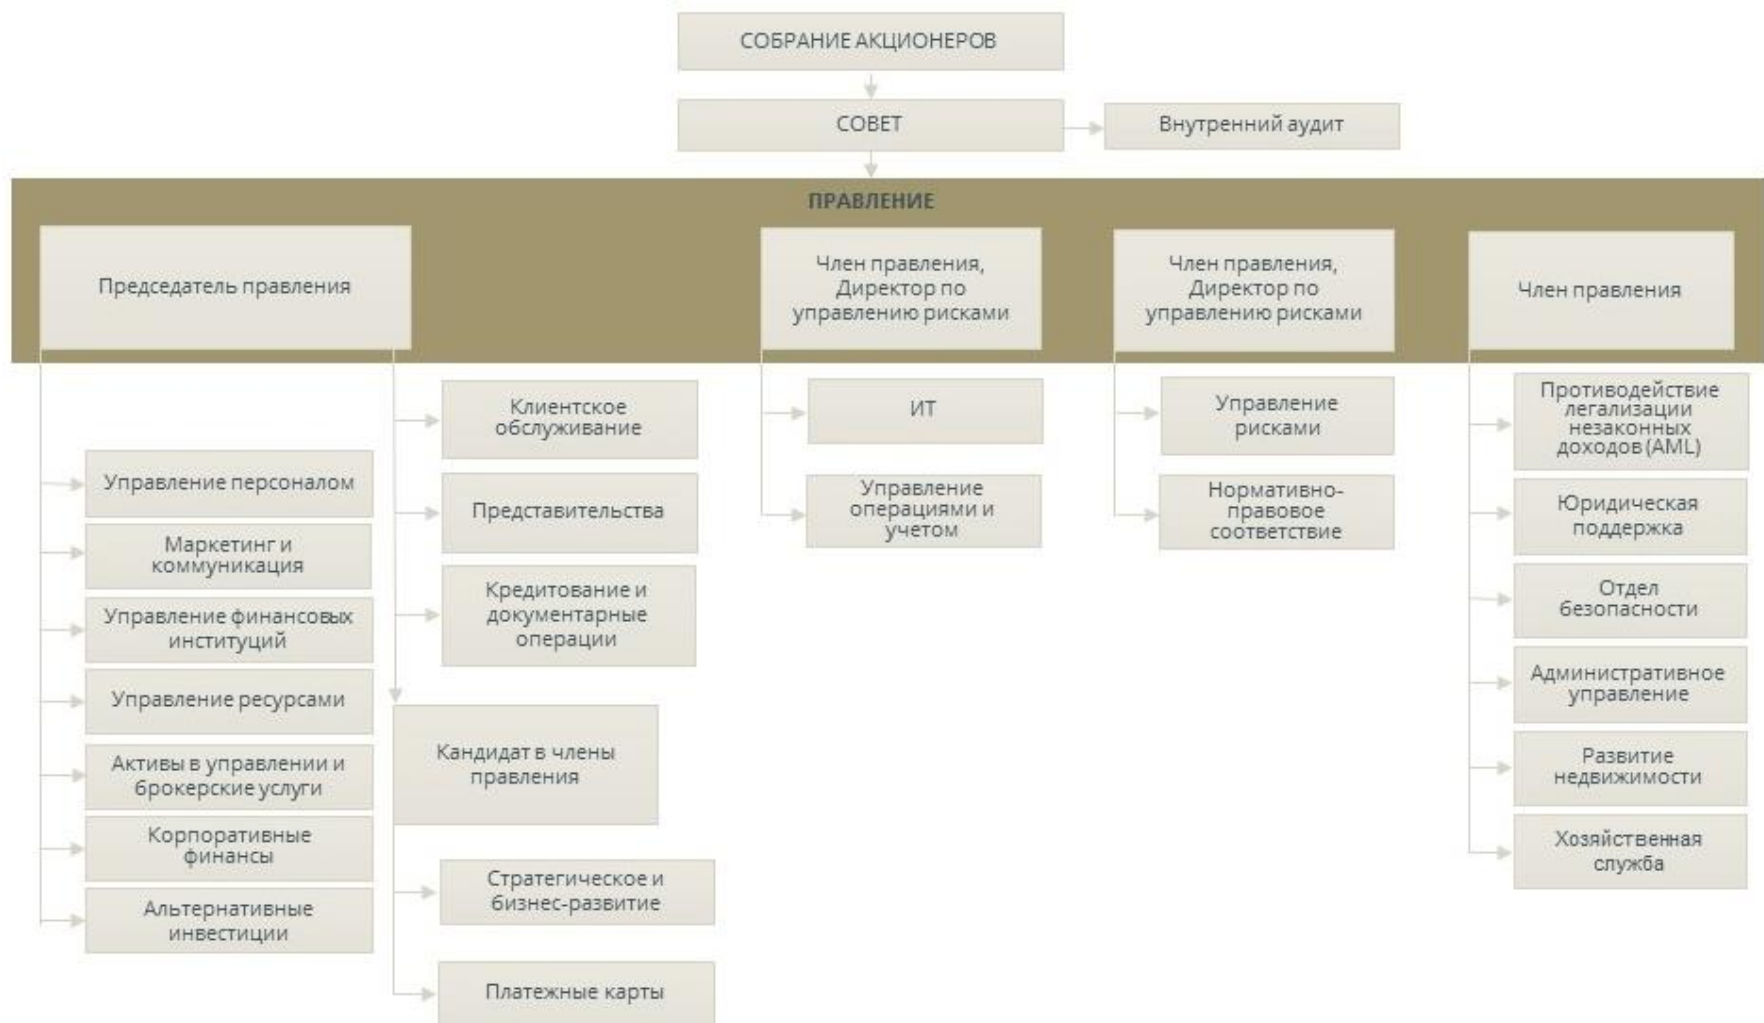 СОБРАНИЕ АКЦИОНЕРОВ
СОВЕТ
Внутренний аудит
ПРАВЛЕНИЕ
Председатель правления
Член правления,
Директор по
управлению рисками
Член правления,
Директор по
управлению рисками
Член правления
Управление персоналом
Маркетинг и
коммуникация
Управление финансовых
институций
Управление ресурсами
Активы в управлении и
брокерские услуги
Корпоративные
финансы
Альтернативные
инвестиции
Клиентское
обслуживание
Представительства
Кредитование и
документарные
операции
Кандидат в члены
правления
Стратегическое и
бизнес-развитие
Платежные карты
ИТ
Управление
операциями и
учетом
Управление
рисками
Нормативно-
правовое
соответствие
Противодействие
легализации
незаконных
доходов (AML)
Юридическая
поддержка
Отдел
безопасности
Административное
управление
Развитие
недвижимости
Хозяйственная
служба